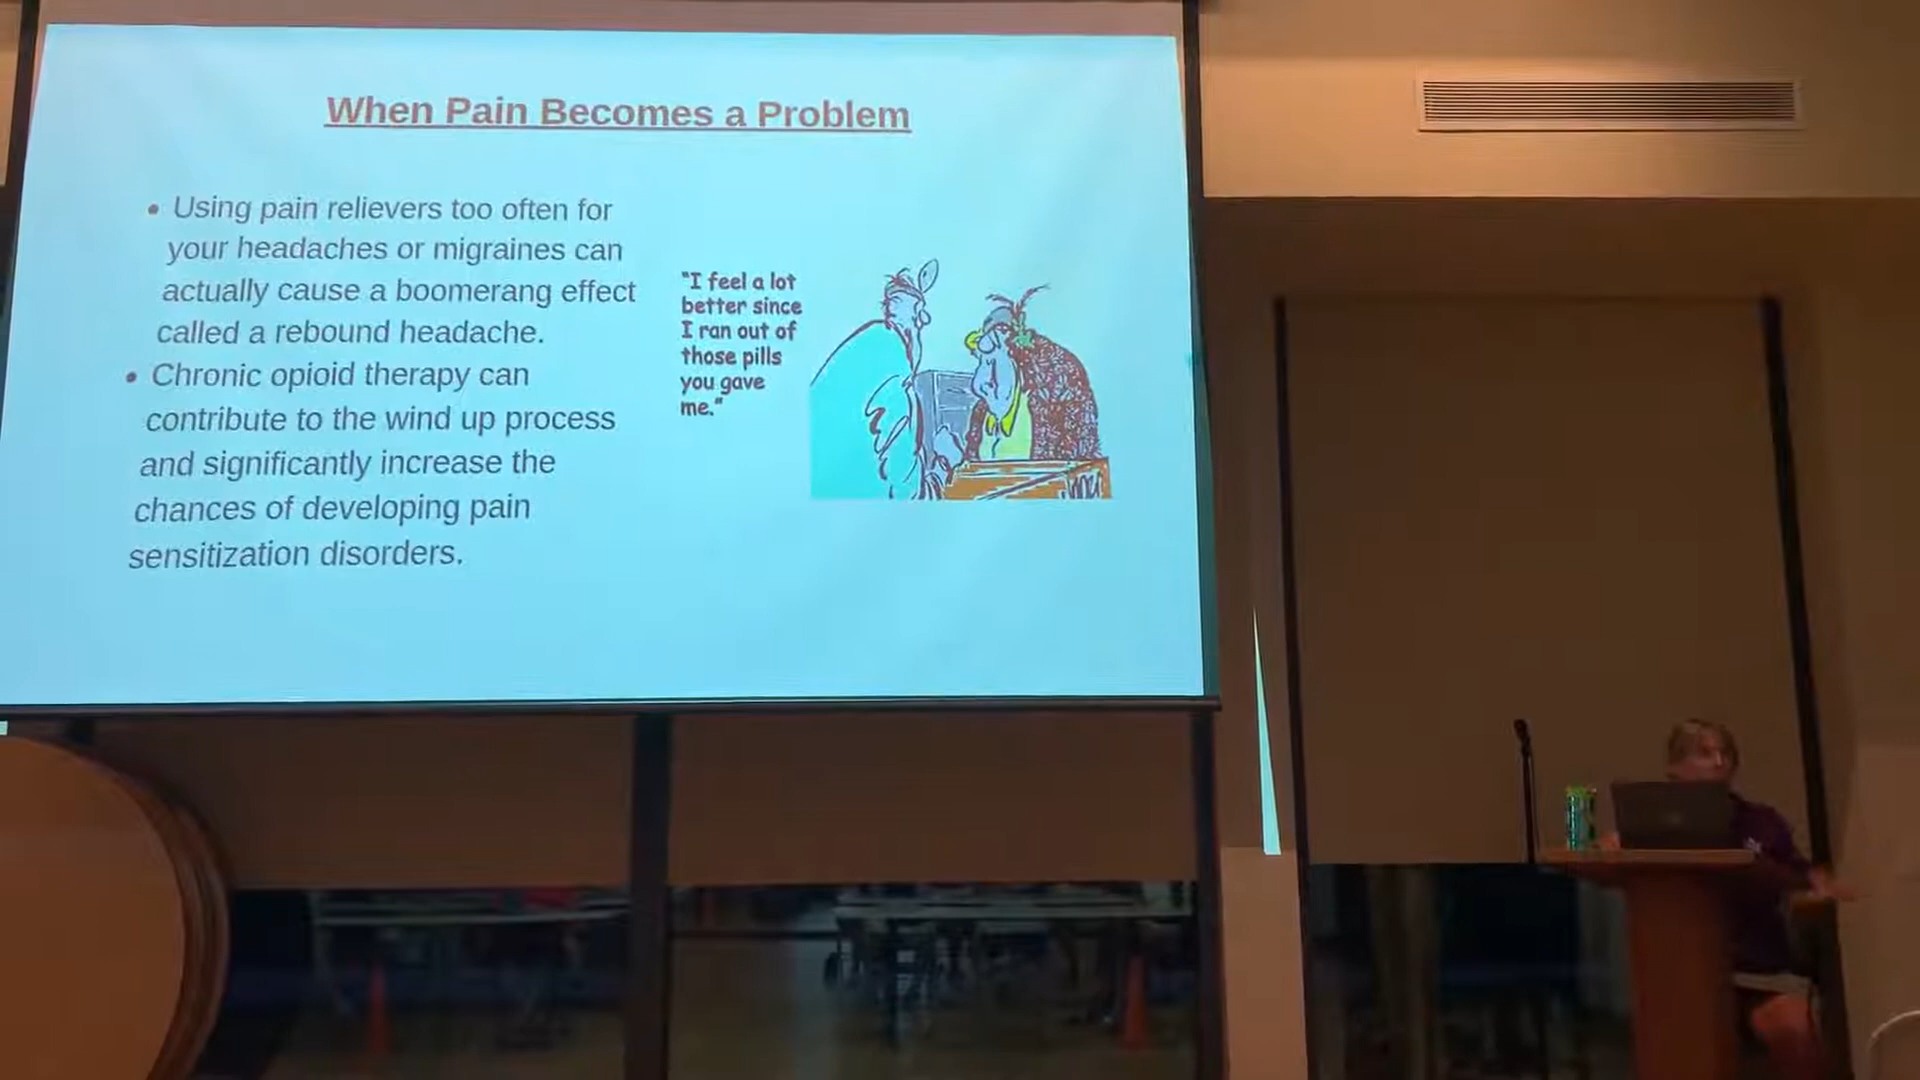 When Pain Becomes a Problem
• Using pain relievers too often for
your headaches or migraines can
actually cause a boomerang effect
called a rebound headache.
• Chronic opioid therapy can
contribute to the wind up process
and significantly increase the
chances of developing pain
sensitization disorders.
"I feel a lot
better since
I ran out of
those pills
you gave
me."